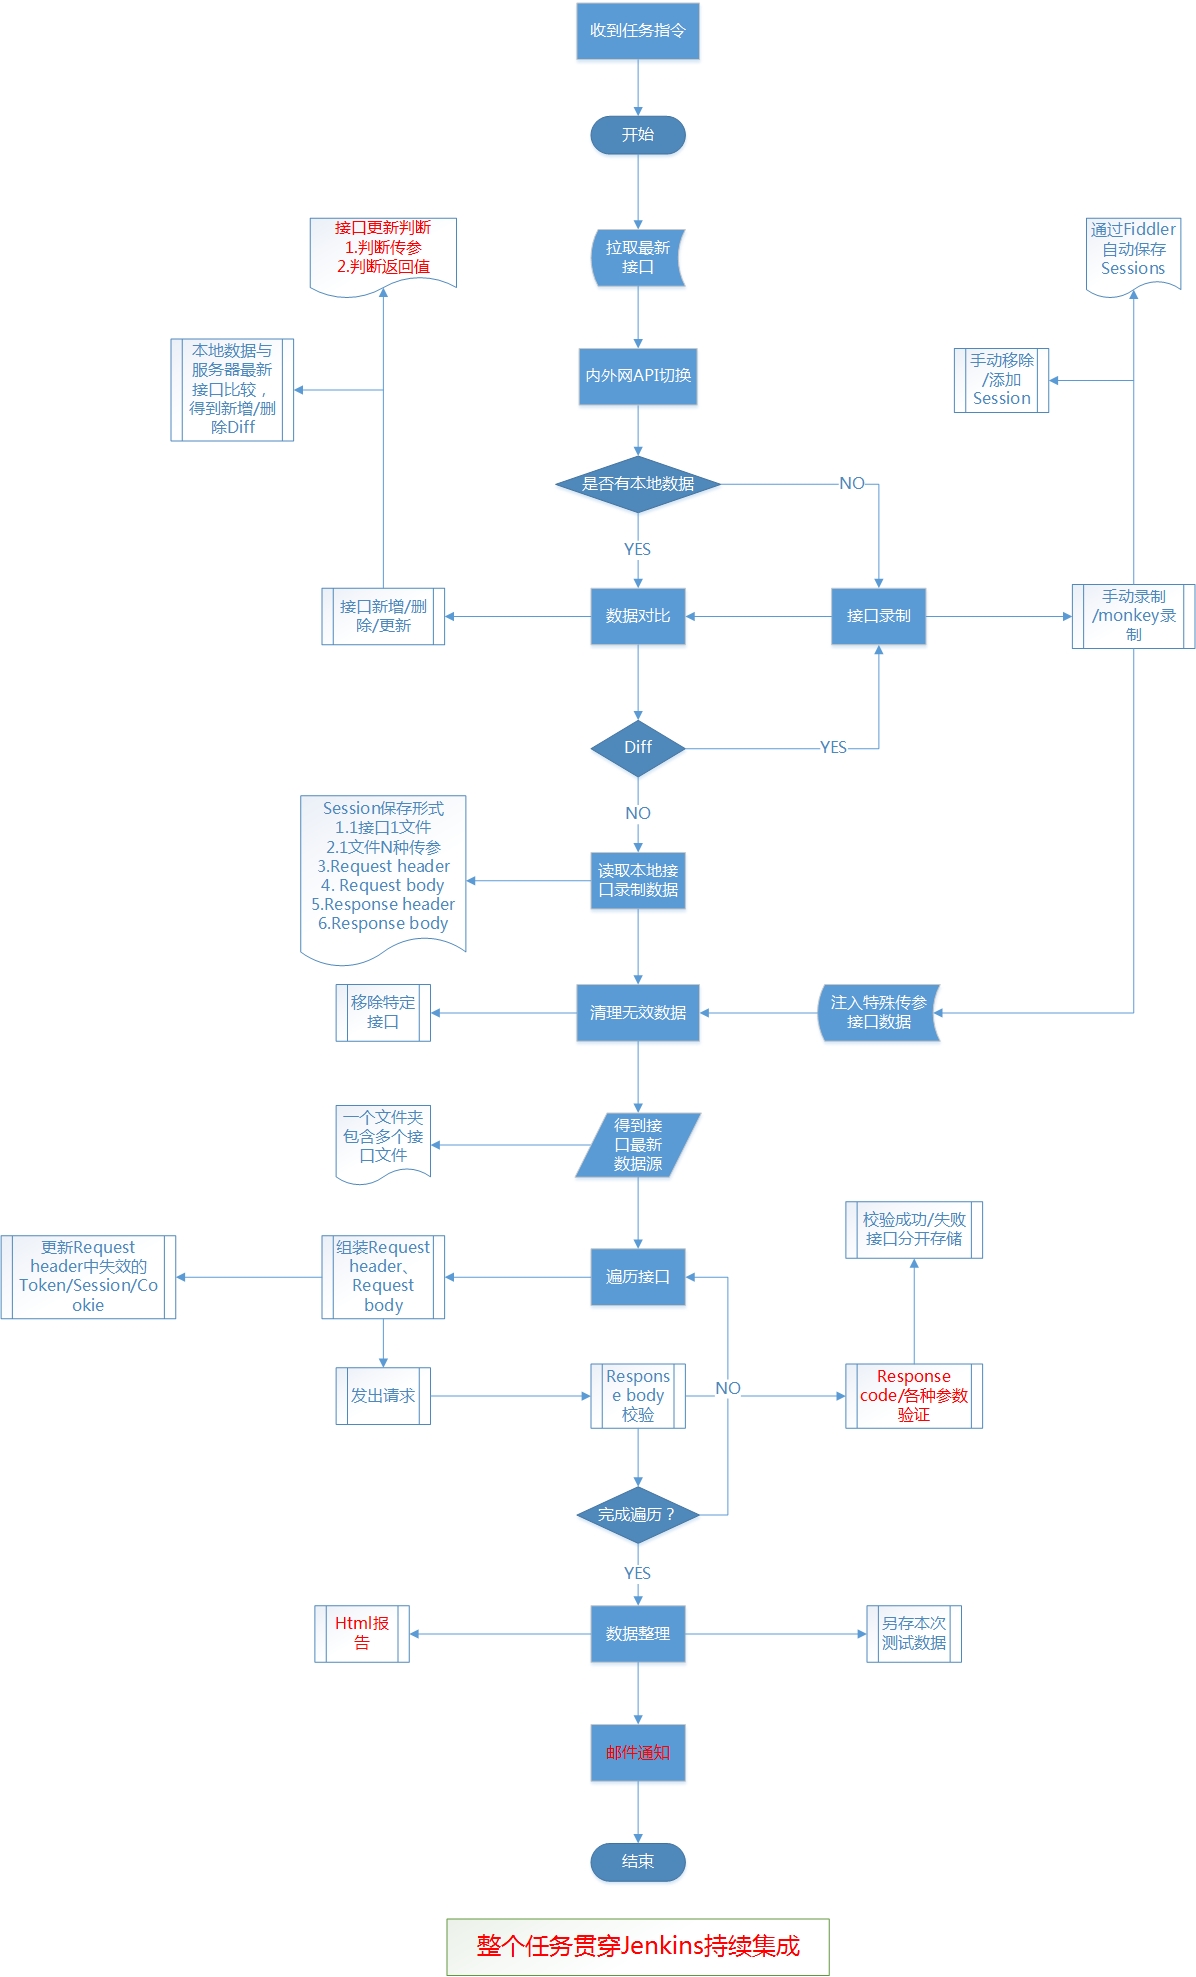 收到任务指令
开始
接口更新判断
1.判断传参
2.判断返回值
拉取最新
接口
通过Fiddler
自动保存
Sessions
本地数据与
服务器最新
接口比较，
得到新增/删
除Diff
内外网API切换
手动移除
/添加
Session
是否有本地数据
NO
YES
接口新增/删
除/更新
数据对比
接口录制
手动录制
/monkey录
制
Diff
YES
NO
Session保存形式
1.1接口1文件
2.1文件N种传参
3.Request header
4. Request body
5.Response header
6.Response body
读取本地接
口录制数据
移除特定
接口
清理无效数据
注入特殊传参
接口数据
一个文件夹
包含多个接
口文件
得到接
口最新
数据源
校验成功/失败
接口分开存储
更新Request
header中失效的
Token/Session/Co
okie
组装Request
header、
Request
body
遍历接口
发出请求
Respons
e body
校验
NO
Response
code/各种参数
验证
完成遍历？
YES
Html报
告
数据整理
另存本次
测试数据
邮件通知
结束
整个任务贯穿Jenkins持续集成